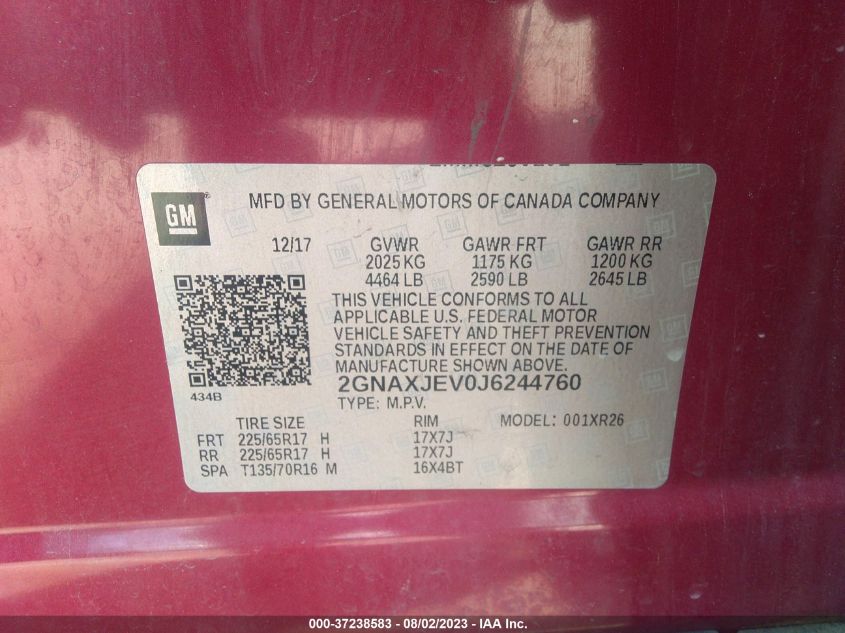 GM
MFD BY GENERAL MOTORS OF CANADA COMPANY
12/17 GVWR GAWR FRT GAWR RR
2025 KG 1175 KG 1200 KG
4464 LB 2590 LB 2645 LB
THIS VEHICLE CONFORMS TO ALL
APPLICABLE U.S. FEDERAL MOTOR
VEHICLE SAFETY AND THEFT PREVENTION
STANDARDS IN EFFECT ON THE DATE OF
MANUFACTURE SHOWN ABOVE.
434B
2GNAXJEV0J6244760
TYPE: M.P.V.
TIRE SIZE RIM MODEL: 001XR26
FRT 225/65R17 H 17X7J
RR 225/65R17 H 17X7J
SPA T135/70R16 M 16X4BT
000-37238583 - 08/02/2023 - IAA Inc.